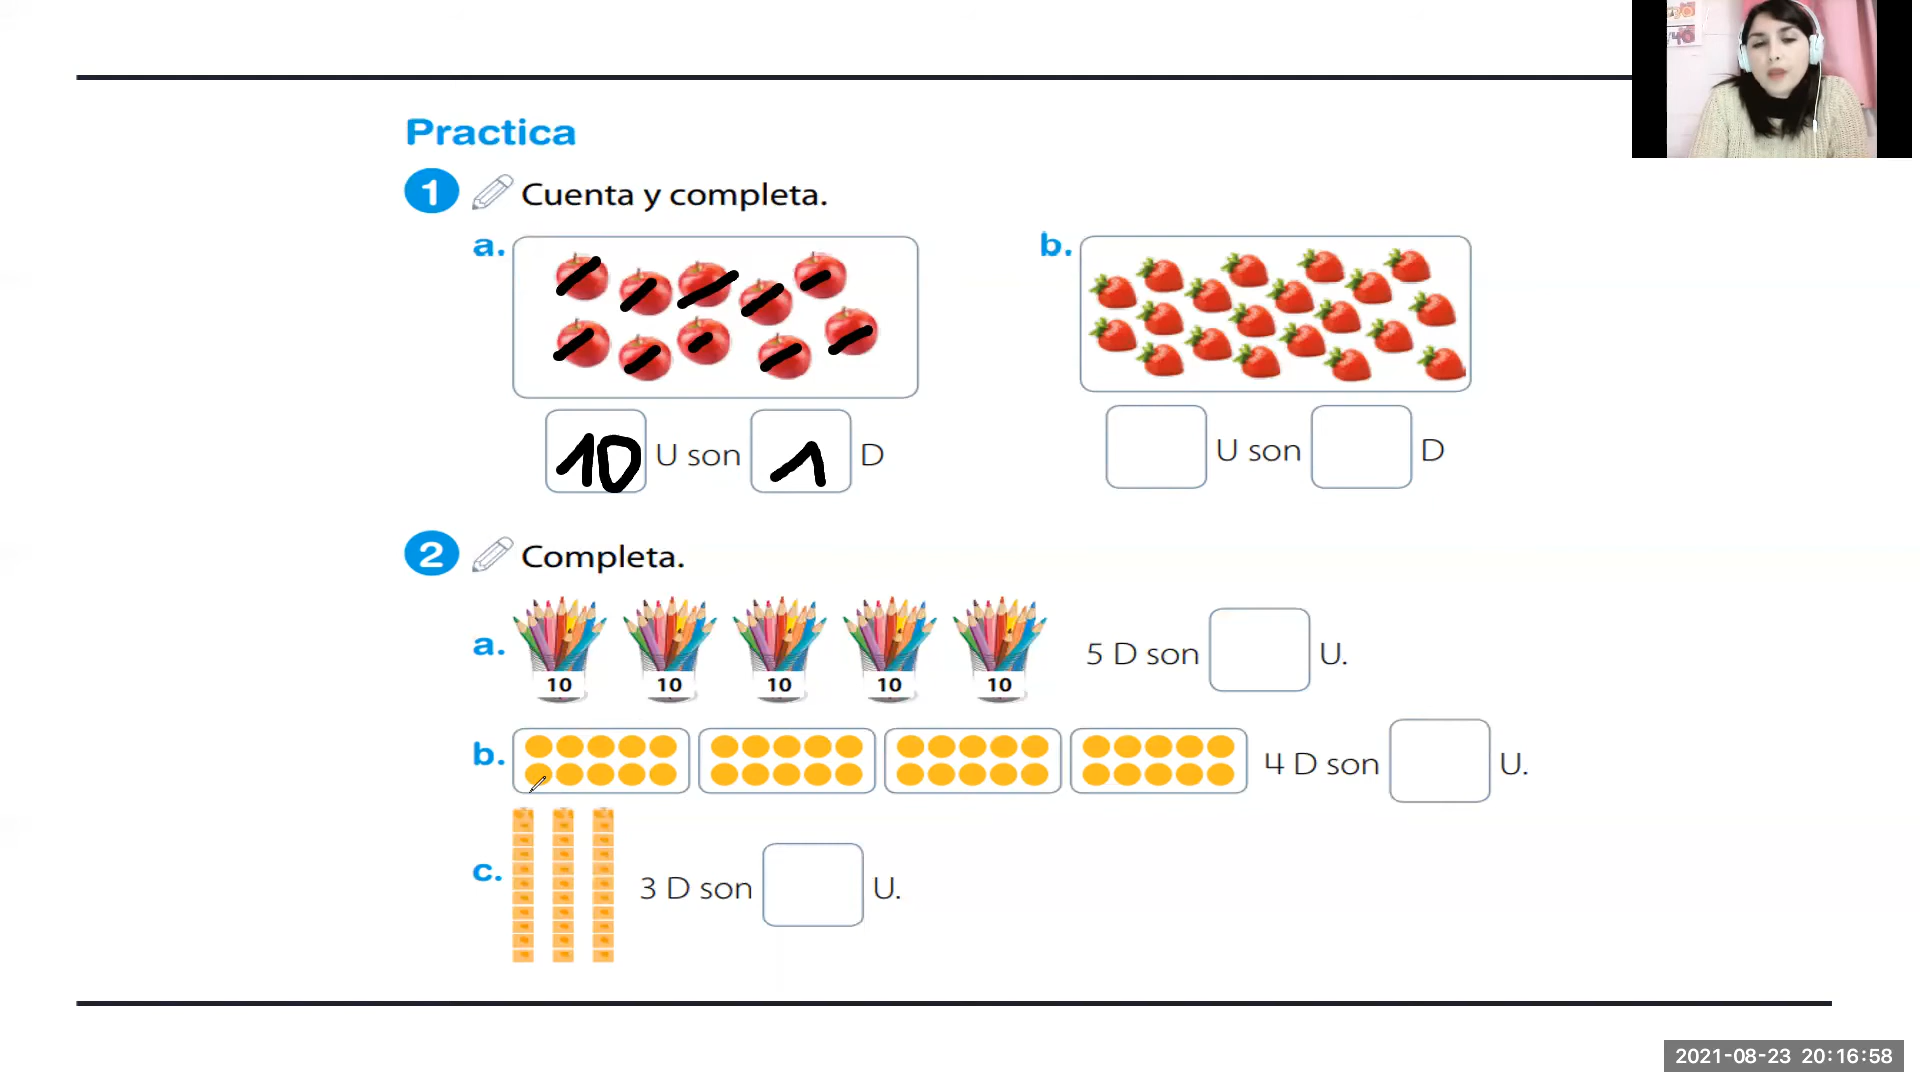 Practica
1 Cuenta y completa.
a.
b.
10 U son 1 D
U son D
2 Completa.
a. 10 10 10 10 10 5 D son U.
b. 4 D son U.
c. 3 D son U.
2021-08-23 20:16:58